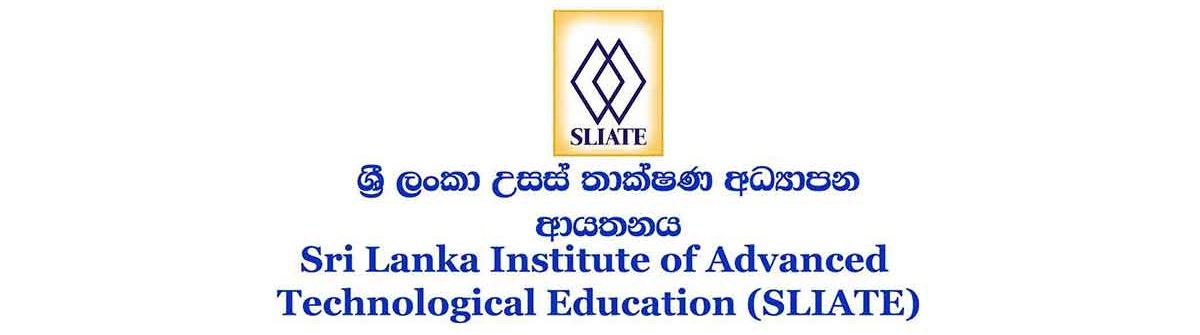 SLIATE
ශ්‍රී ලංකා උසස් තාක්ෂණ අධ්‍යාපන
ආයතනය
Sri Lanka Institute of Advanced
Technological Education (SLIATE)